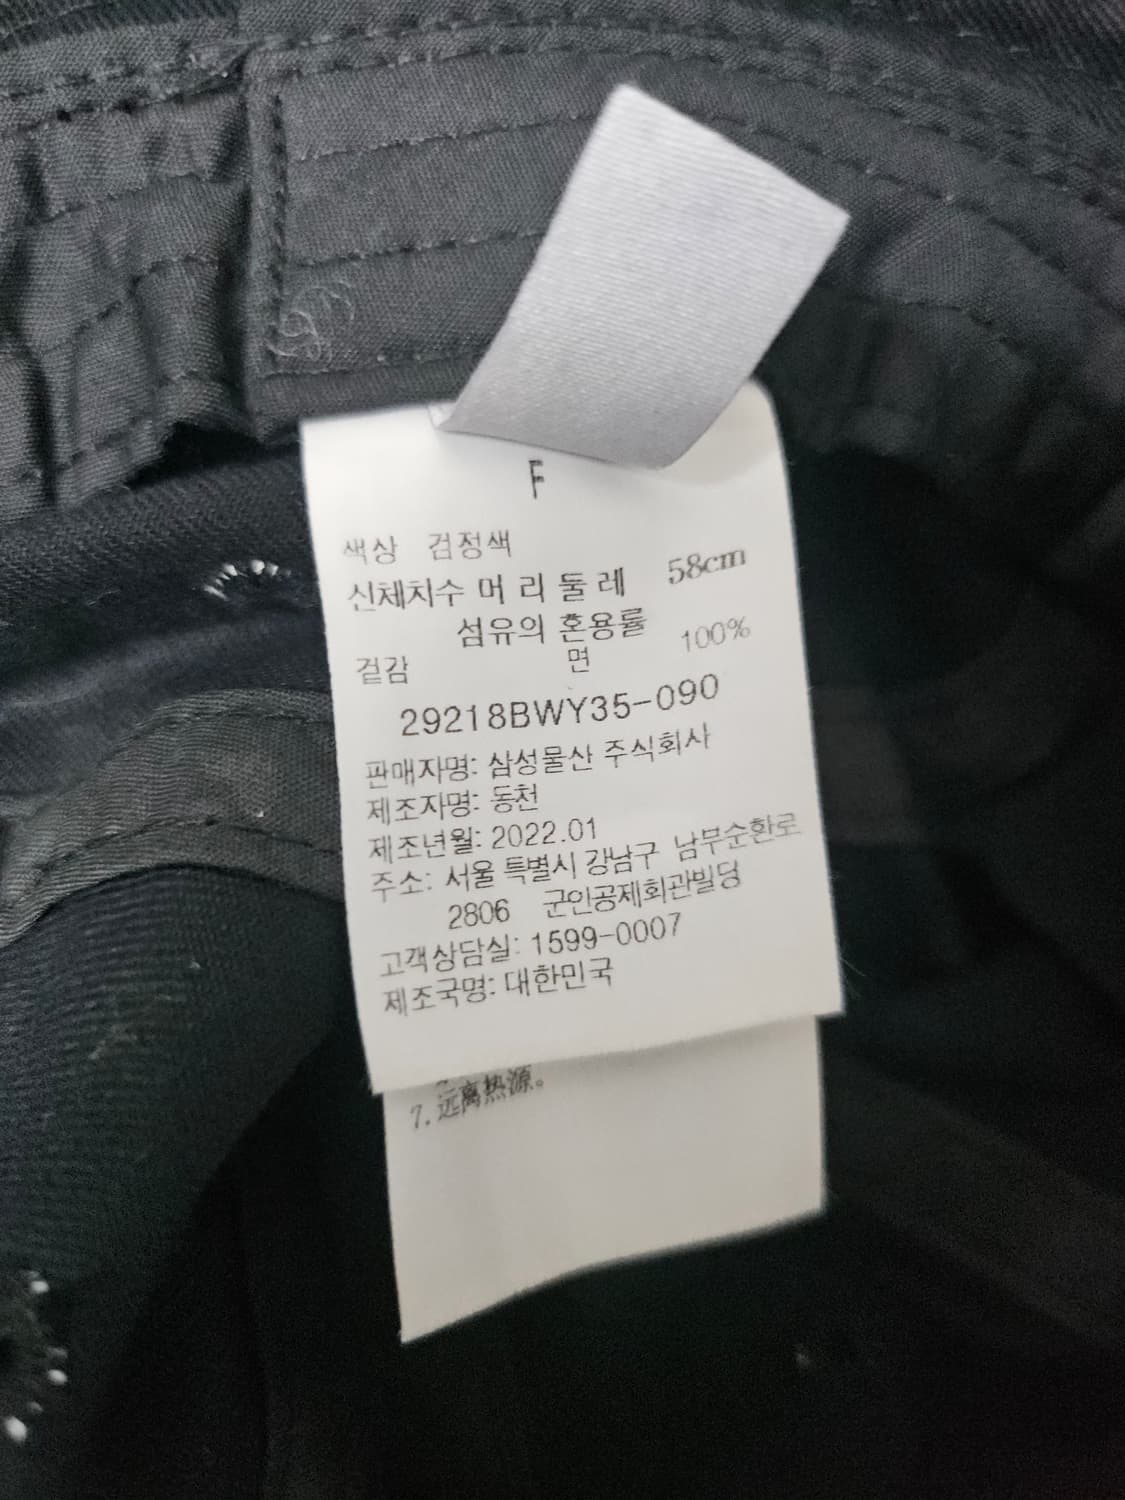 F
색상 검정색
신체치수 머리둘레 58cm
섬유의 혼용률
겉감 면 100%
29218BWY35-090
판매자명: 삼성물산 주식회사
제조자명: 동천
제조년월: 2022.01
주소: 서울 특별시 강남구 남부순환로
2806 군인공제회관빌딩
고객상담실: 1599-0007
제조국명: 대한민국
7. 远离热源。